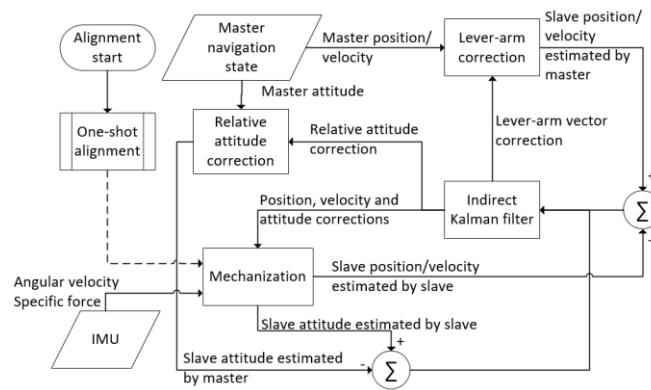 Alignment
start
Master
navigation
state
Master position/
velocity
Lever-arm
correction
Slave position/
velocity
estimated by
master
Master attitude
One-shot
alignment
Relative
attitude
correction
Relative attitude
correction
Lever-arm vector
correction
+
Position, velocity and
attitude corrections
Indirect
Kalman filter
Σ
-
Mechanization
Slave position/velocity
estimated by slave
Angular velocity
Specific force
IMU
Slave attitude estimated by slave
+
Slave attitude estimated
by master
-
Σ